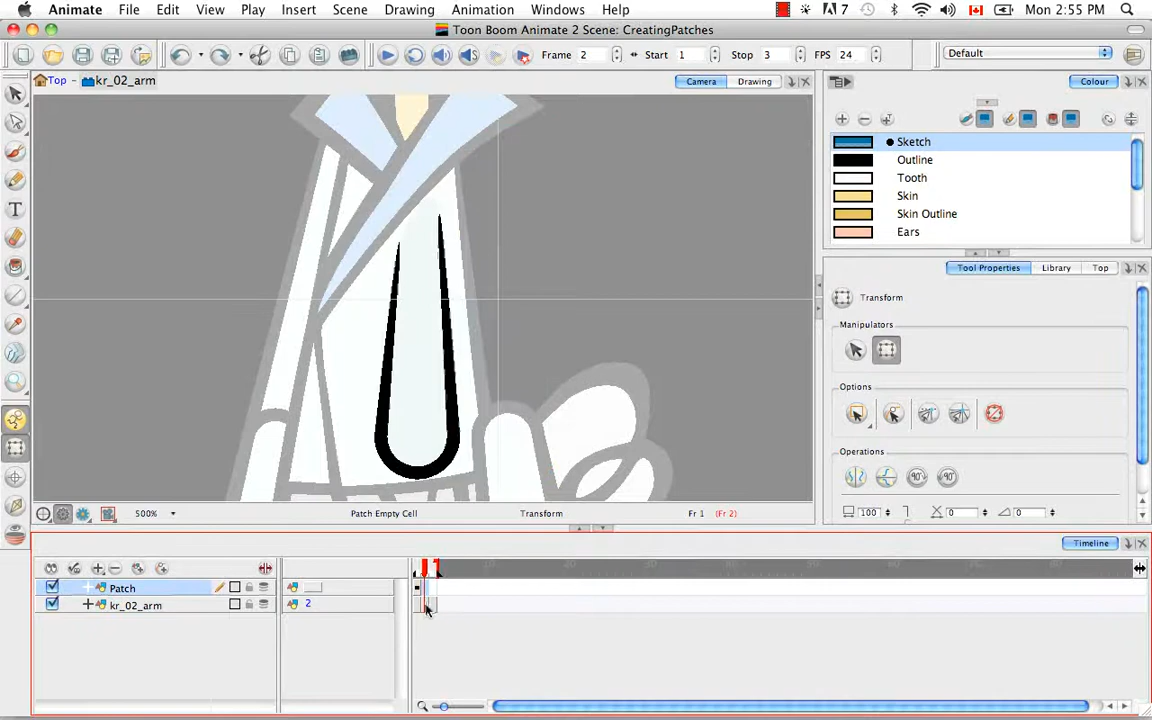 Animate File Edit View Play Insert Scene Drawing Animation Windows Help 7 Mon 2:55 PM
Toon Boom Animate 2 Scene: CreatingPatches
Frame 2 Start 1 Stop 3 FPS 24 Default
Top kr_02_arm Camera Drawing Colour
Sketch
Outline
Tooth
Skin
Skin Outline
Ears
Tool Properties Library Top
Transform
Manipulators
Options
Operations
100 0 0
500% Patch Empty Cell Transform Fr 1 (Fr 2)
Timeline
Patch
kr_02_arm 2